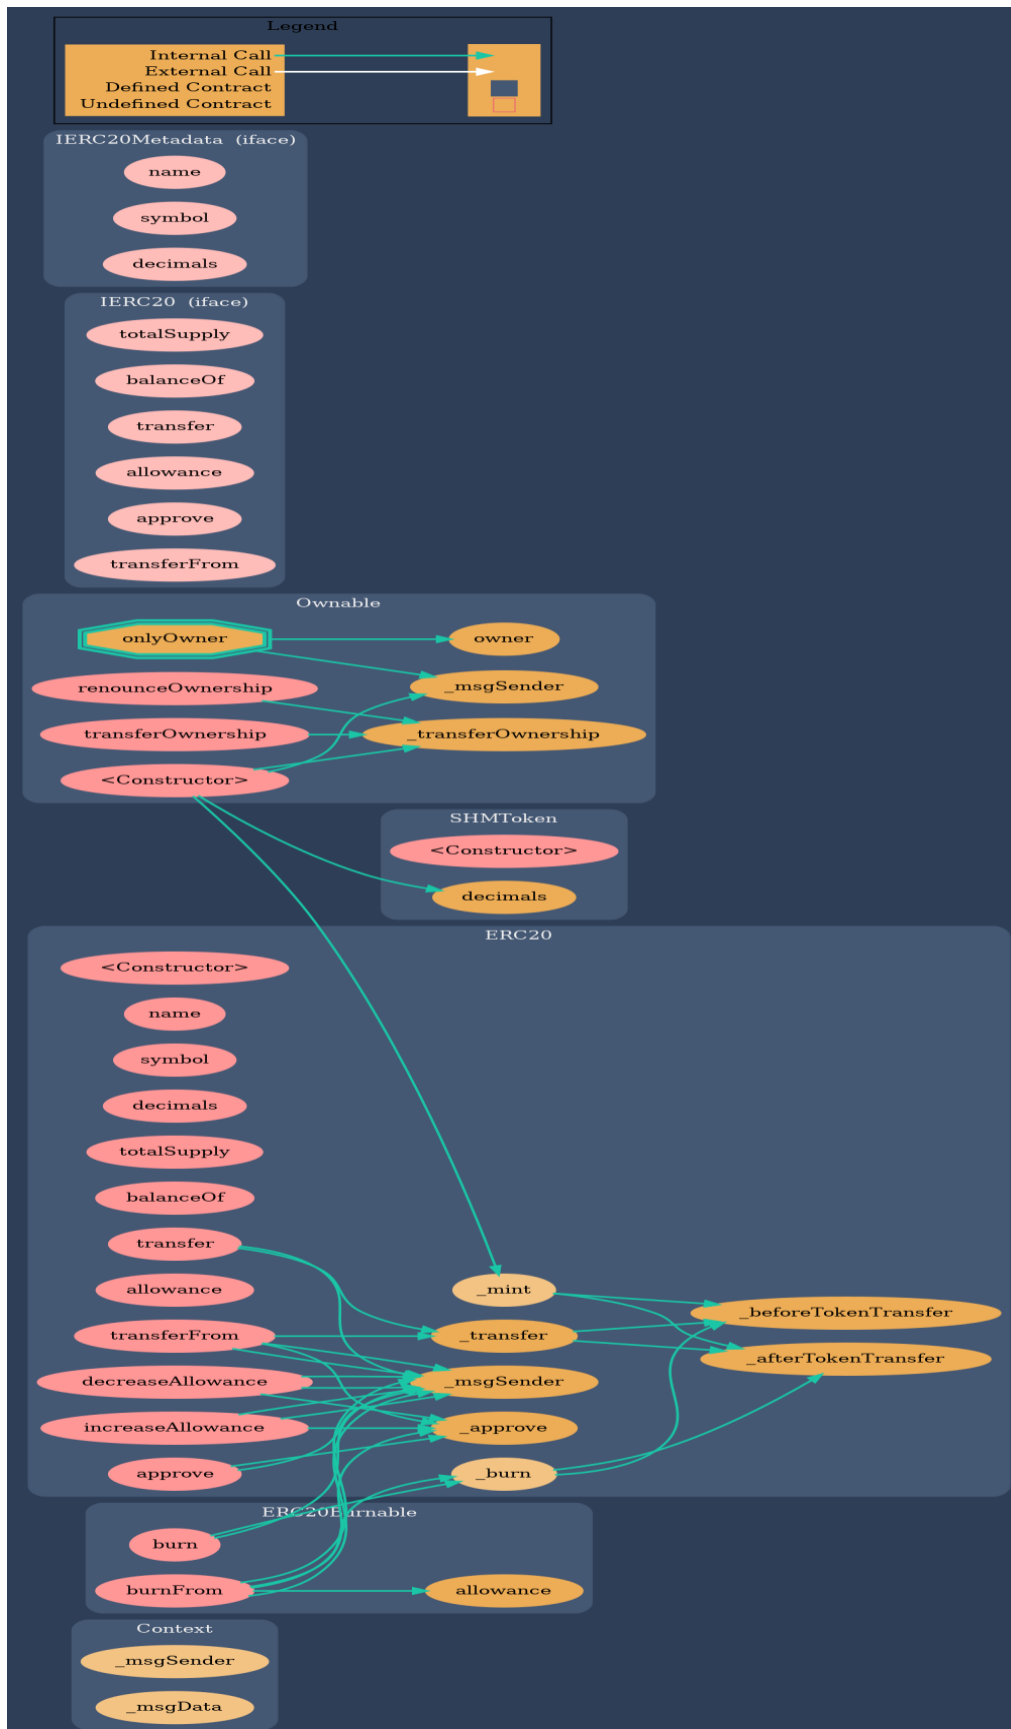 Legend
Internal Call
External Call
Defined Contract
Undefined Contract
IERC20Metadata (iface)
name
symbol
decimals
IERC20 (iface)
totalSupply
balanceOf
transfer
allowance
approve
transferFrom
Ownable
onlyOwner
owner
renounceOwnership
_msgSender
transferOwnership
_transferOwnership
<Constructor>
SHMToken
<Constructor>
decimals
ERC20
<Constructor>
name
symbol
decimals
totalSupply
balanceOf
transfer
allowance
_mint
_beforeTokenTransfer
transferFrom
_transfer
_afterTokenTransfer
decreaseAllowance
_msgSender
increaseAllowance
_approve
approve
_burn
ERC20Burnable
burn
burnFrom
allowance
Context
_msgSender
_msgData